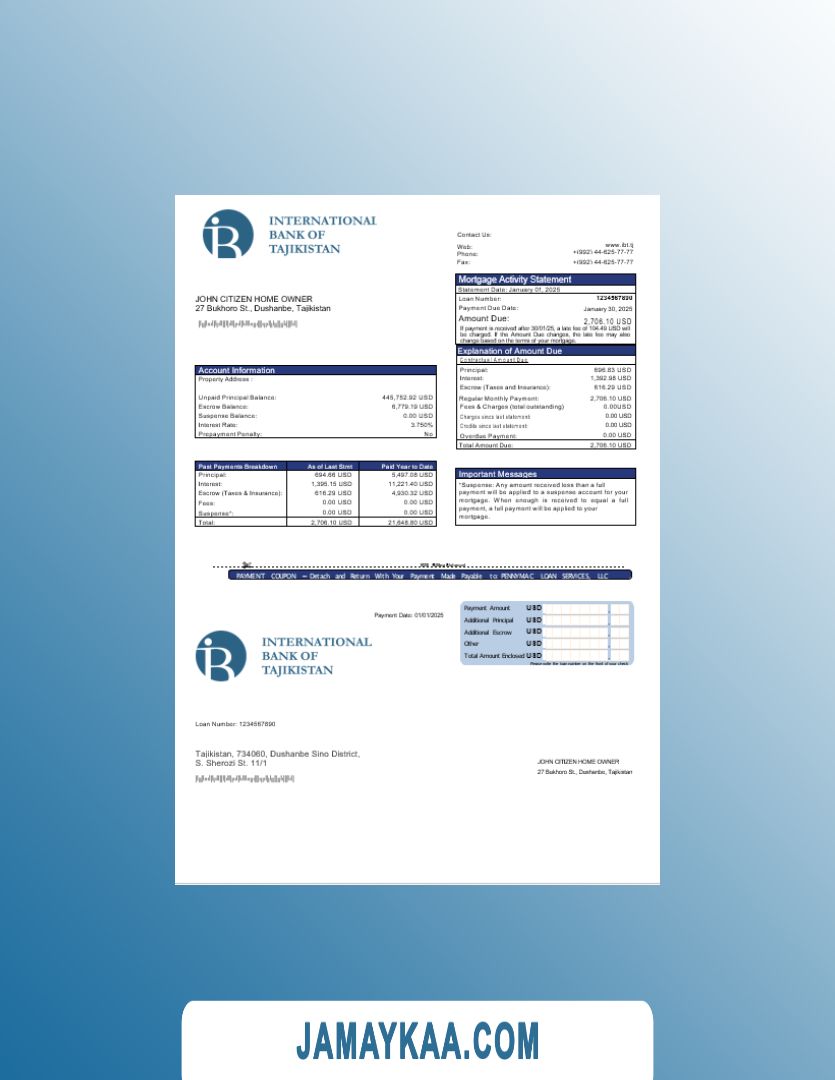 INTERNATIONAL
BANK OF
TAJIKISTAN
Contact Us:
Web: www.ibt.tj
Phone: +(992) 44-625-77-77
Fax: +(992) 44-625-77-77
Mortgage Activity Statement
Statement Date: January 01, 2025
Loan Number: 1234567890
Payment Due Date: January 30, 2025
Amount Due: 2,706.10 USD
If payment is received after 30/01/25, a late fee of 104.49 USD will
be charged. If the Amount Due changes, the late fee may also
change based on the terms of your mortgage.
JOHN CITIZEN HOME OWNER
27 Bukhoro St., Dushanbe, Tajikistan
Explanation of Amount Due
Contractual Amount Due
Principal: 696.83 USD
Interest: 1,392.98 USD
Escrow (Taxes and Insurance): 616.29 USD
Regular Monthly Payment: 2,706.10 USD
Fees & Charges (total outstanding) 0.00USD
Charges since last statement: 0.00 USD
Credits since last statement: 0.00 USD
Overdue Payment: 0.00 USD
Total Amount Due: 2,706.10 USD
Account Information
Property Address :
Unpaid Principal Balance: 445,752.92 USD
Escrow Balance: 6,779.19 USD
Suspense Balance: 0.00 USD
Interest Rate: 3.750%
Prepayment Penalty: No
Past Payments Breakdown As of Last Stmt Paid Year to Date
Principal: 694.66 USD 5,497.08 USD
Interest: 1,395.15 USD 11,221.40 USD
Escrow (Taxes & Insurance): 616.29 USD 4,930.32 USD
Fees: 0.00 USD 0.00 USD
Suspense*: 0.00 USD 0.00 USD
Total: 2,706.10 USD 21,648.80 USD
Important Messages
*Suspense: Any amount received less than a full
payment will be applied to a suspense account for your
mortgage. When enough is received to equal a full
payment, a full payment will be applied to your
mortgage.
PAYMENT COUPON – Detach and Return With Your Payment Made Payable to PENNYMAC LOAN SERVICES, LLC
Payment Date: 01/01/2025
Payment Amount USD
Additional Principal USD
Additional Escrow USD
Other USD
Total Amount Enclosed USD
Please write the loan number on the front of your check
INTERNATIONAL
BANK OF
TAJIKISTAN
Loan Number: 1234567890
Tajikistan, 734060, Dushanbe Sino District,
S. Sherozi St. 11/1
JOHN CITIZEN HOME OWNER
27 Bukhoro St., Dushanbe, Tajikistan
JAMAYKAA.COM